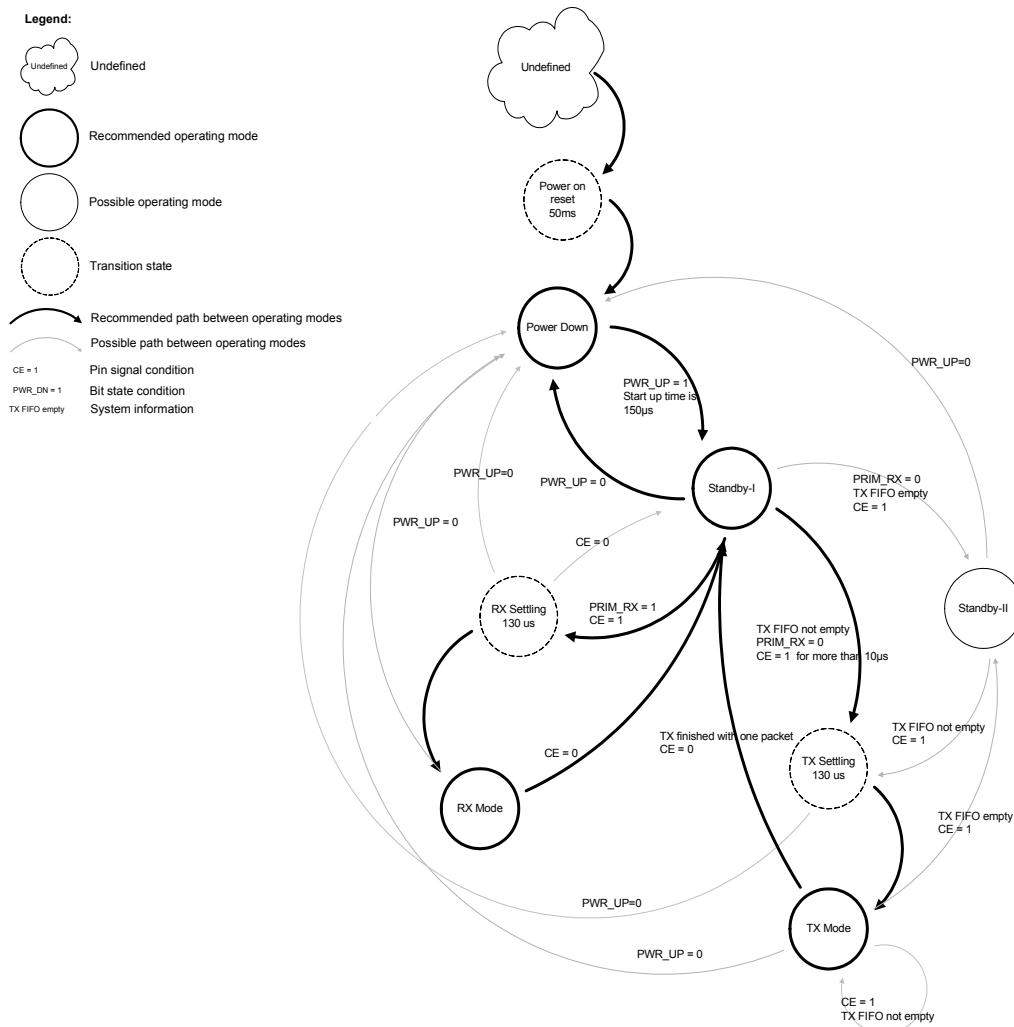 Legend:
Undefined
Undefined
Recommended operating mode
Possible operating mode
Transition state
Recommended path between operating modes
Possible path between operating modes
CE = 1
Pin signal condition
PWR_DN = 1
Bit state condition
TX FIFO empty
System information
Undefined
Power on
reset
50ms
Power Down
PWR_UP=0
PWR_UP = 1
Start up time is
150µs
PWR_UP=0
PWR_UP = 0
Standby-I
PRIM_RX = 0
TX FIFO empty
CE = 1
PWR_UP = 0
CE = 0
RX Settling
130 us
PRIM_RX = 1
CE = 1
Standby-II
TX FIFO not empty
PRIM_RX = 0
CE = 1  for more than 10µs
TX FIFO not empty
CE = 1
TX finished with one packet
CE = 0
CE = 0
TX Settling
130 us
RX Mode
TX FIFO empty
CE = 1
PWR_UP=0
TX Mode
PWR_UP = 0
CE = 1
TX FIFO not empty